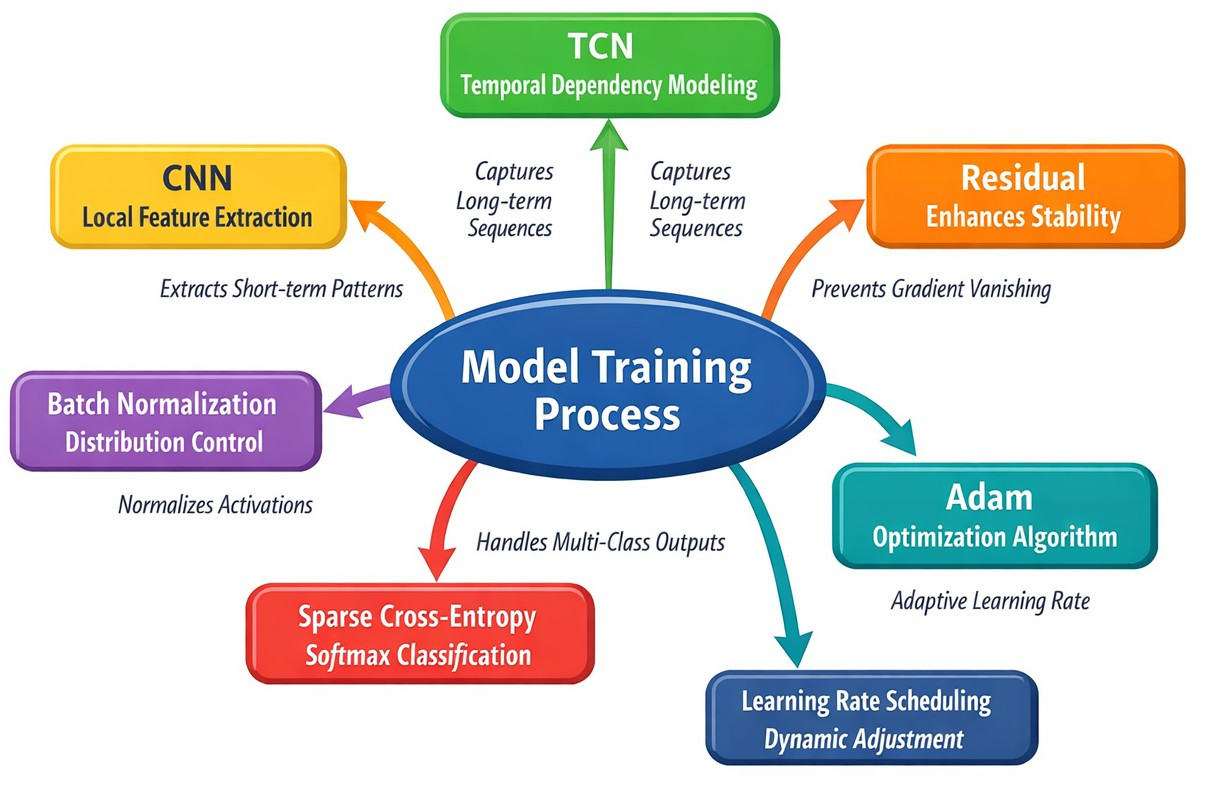 TCN
Temporal Dependency Modeling
CNN
Local Feature Extraction
Captures
Long-term
Sequences
Captures
Long-term
Sequences
Residual
Enhances Stability
Extracts Short-term Patterns
Prevents Gradient Vanishing
Model Training
Process
Batch Normalization
Distribution Control
Normalizes Activations
Adam
Optimization Algorithm
Adaptive Learning Rate
Handles Multi-Class Outputs
Sparse Cross-Entropy
Softmax Classification
Learning Rate Scheduling
Dynamic Adjustment